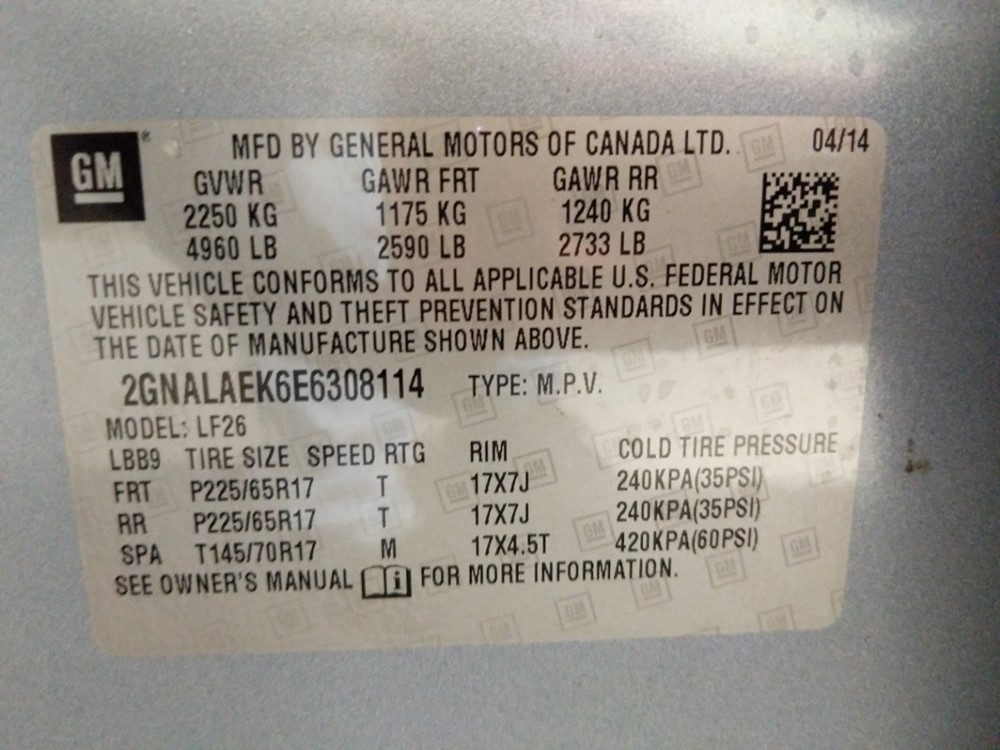 GM® MFD BY GENERAL MOTORS OF CANADA LTD. 04/14
GVWR GAWR FRT GAWR RR
2250 KG 1175 KG 1240 KG
4960 LB 2590 LB 2733 LB
THIS VEHICLE CONFORMS TO ALL APPLICABLE U.S. FEDERAL MOTOR
VEHICLE SAFETY AND THEFT PREVENTION STANDARDS IN EFFECT ON
THE DATE OF MANUFACTURE SHOWN ABOVE.
2GNALAEK6E6308114 TYPE: M.P.V.
MODEL: LF26
LBB9 TIRE SIZE SPEED RTG RIM COLD TIRE PRESSURE
FRT P225/65R17 T 17X7J 240KPA(35PSI)
RR P225/65R17 T 17X7J 240KPA(35PSI)
SPA T145/70R17 M 17X4.5T 420KPA(60PSI)
SEE OWNER'S MANUAL i FOR MORE INFORMATION.